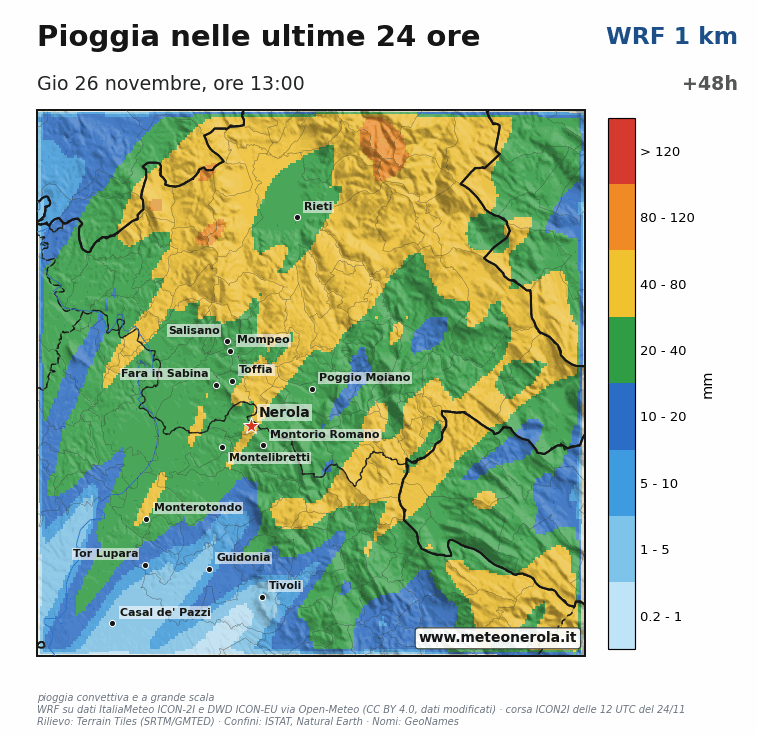 Pioggia nelle ultime 24 ore
WRF 1 km
Gio 26 novembre, ore 13:00
+48h
Rieti
Salisano
Mompeo
Fara in Sabina
Toffia
Poggio Moiano
Nerola
Montorio Romano
Montelibretti
Monterotondo
Tor Lupara
Guidonia
Tivoli
Casal de' Pazzi
www.meteonerola.it
> 120
80 - 120
40 - 80
20 - 40
10 - 20
5 - 10
1 - 5
0.2 - 1
mm
pioggia convettiva e a grande scala
WRF su dati ItaliaMeteo ICON-2I e DWD ICON-EU via Open-Meteo (CC BY 4.0, dati modificati) · corsa ICON2I delle 12 UTC del 24/11
Rilievo: Terrain Tiles (SRTM/GMTED) · Confini: ISTAT, Natural Earth · Nomi: GeoNames